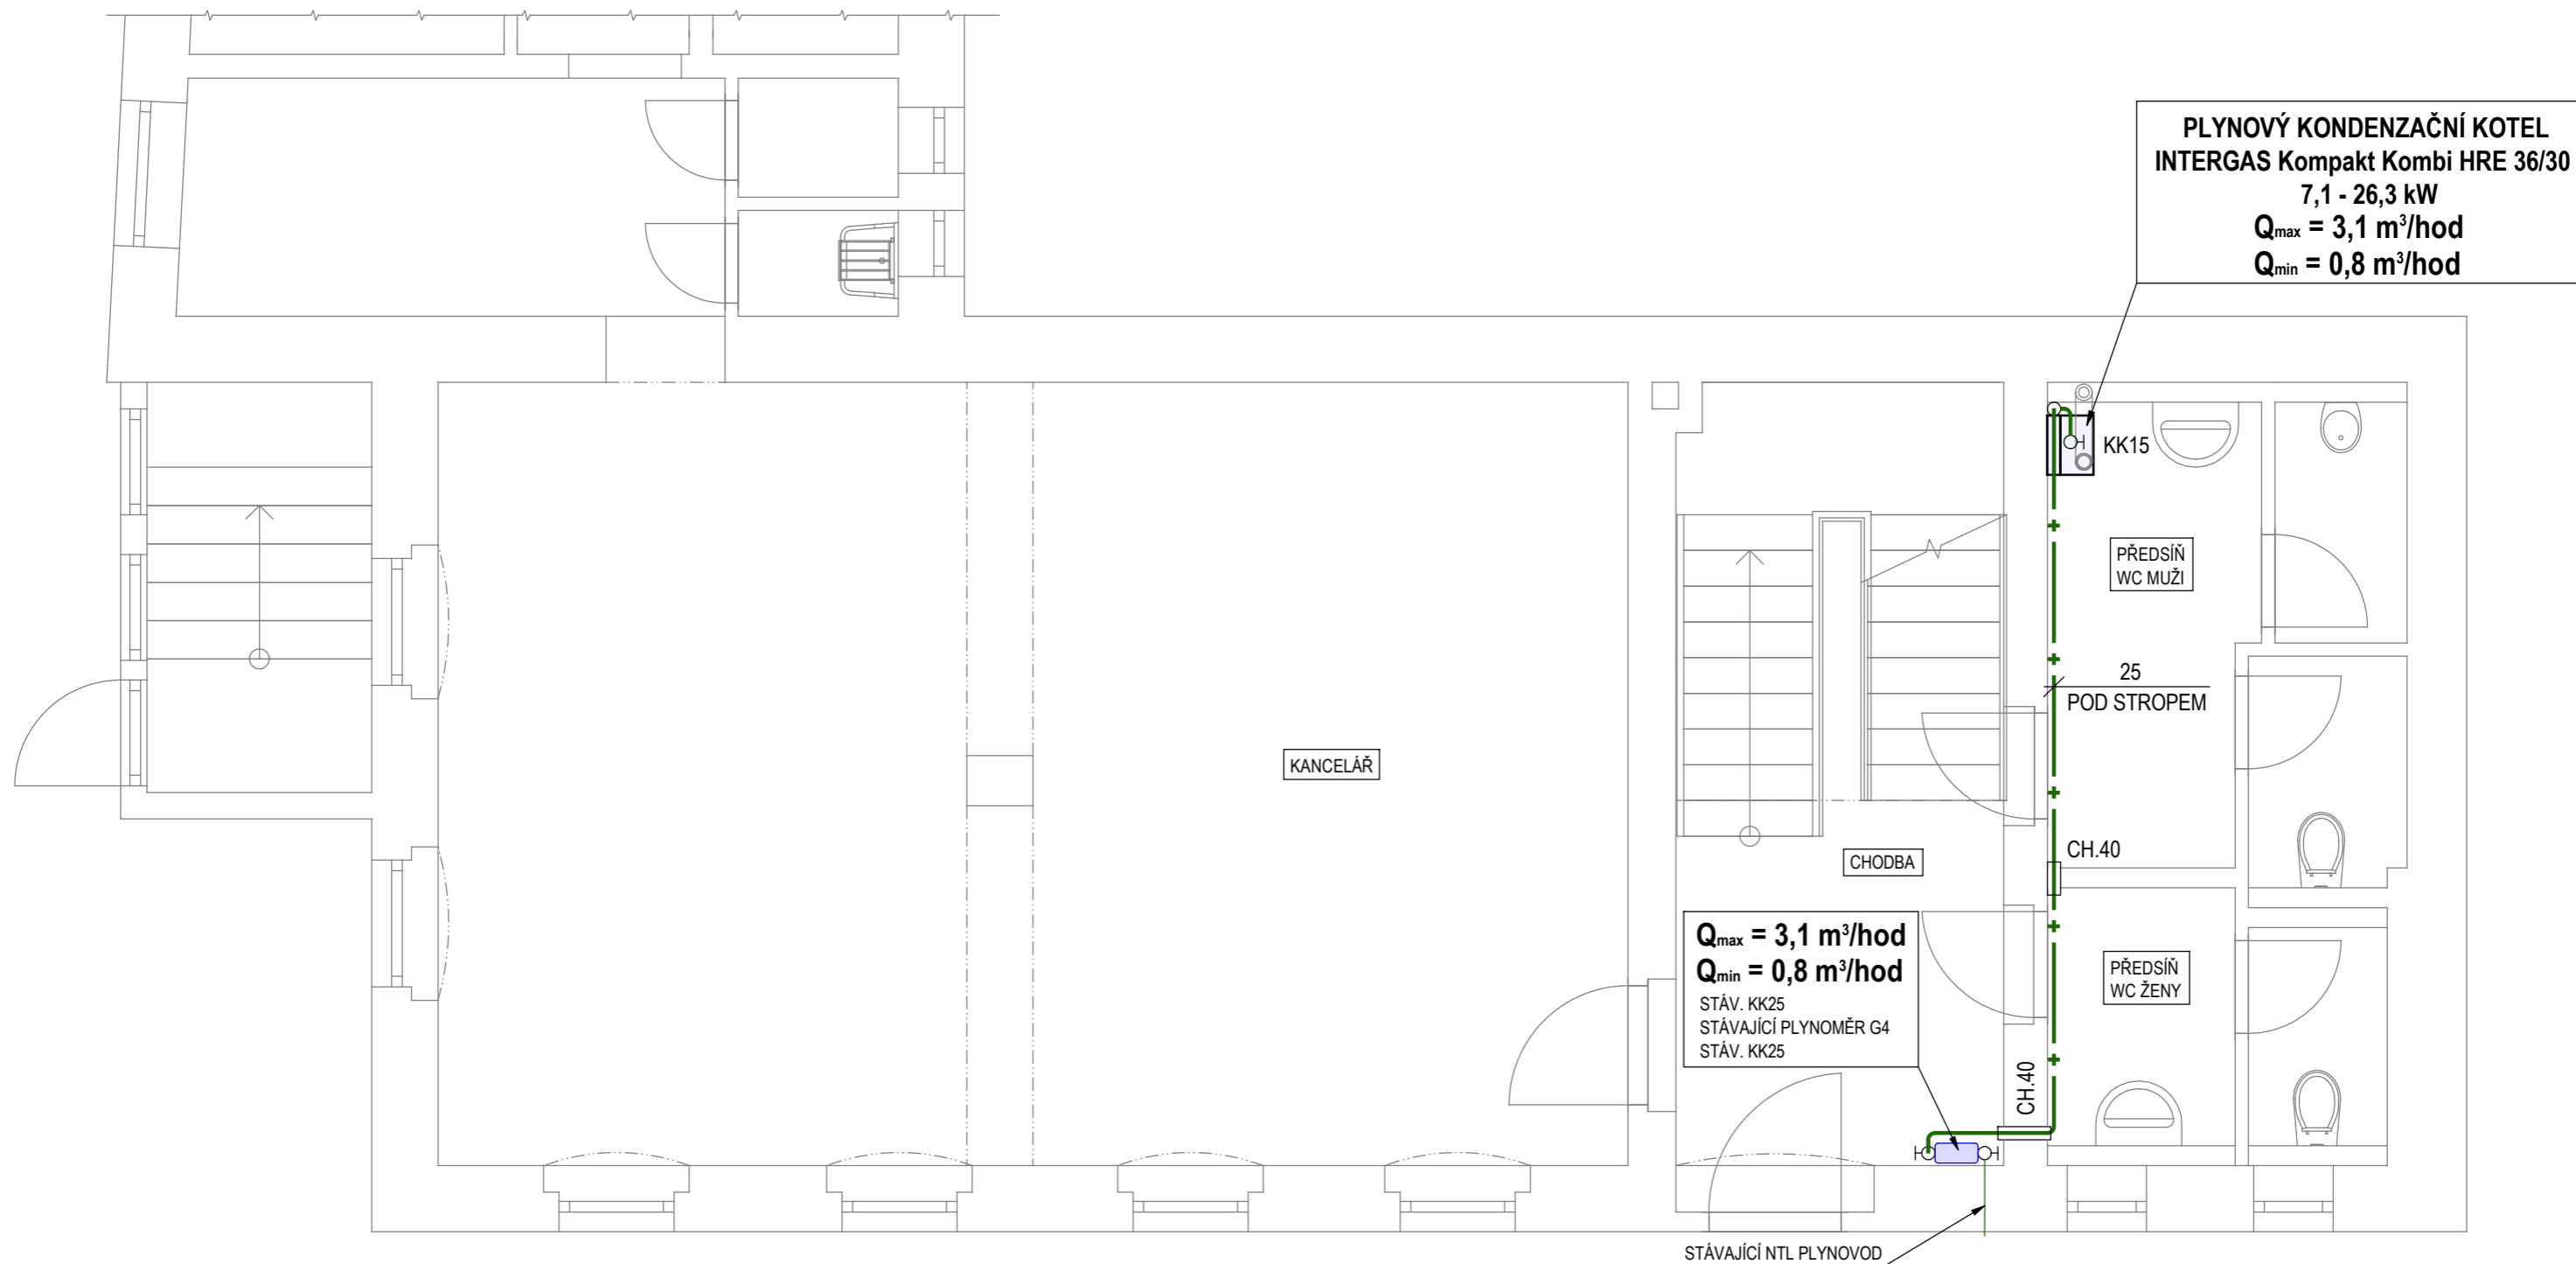 PLYNOVÝ KONDENZAČNÍ KOTEL
INTERGAS Kompakt Kombi HRE 36/30
7,1 - 26,3 kW
Qmax = 3,1 m³/hod
Qmin = 0,8 m³/hod
KK15
PŘEDSÍŇ
WC MUŽI
25
POD STROPEM
KANCELÁŘ
CH.40
CHODBA
Qmax = 3,1 m³/hod
Qmin = 0,8 m³/hod
STÁV. KK25
STÁVAJÍCÍ PLYNOMĚR G4
STÁV. KK25
PŘEDSÍŇ
WC ŽENY
CH.40
STÁVAJÍCÍ NTL PLYNOVOD